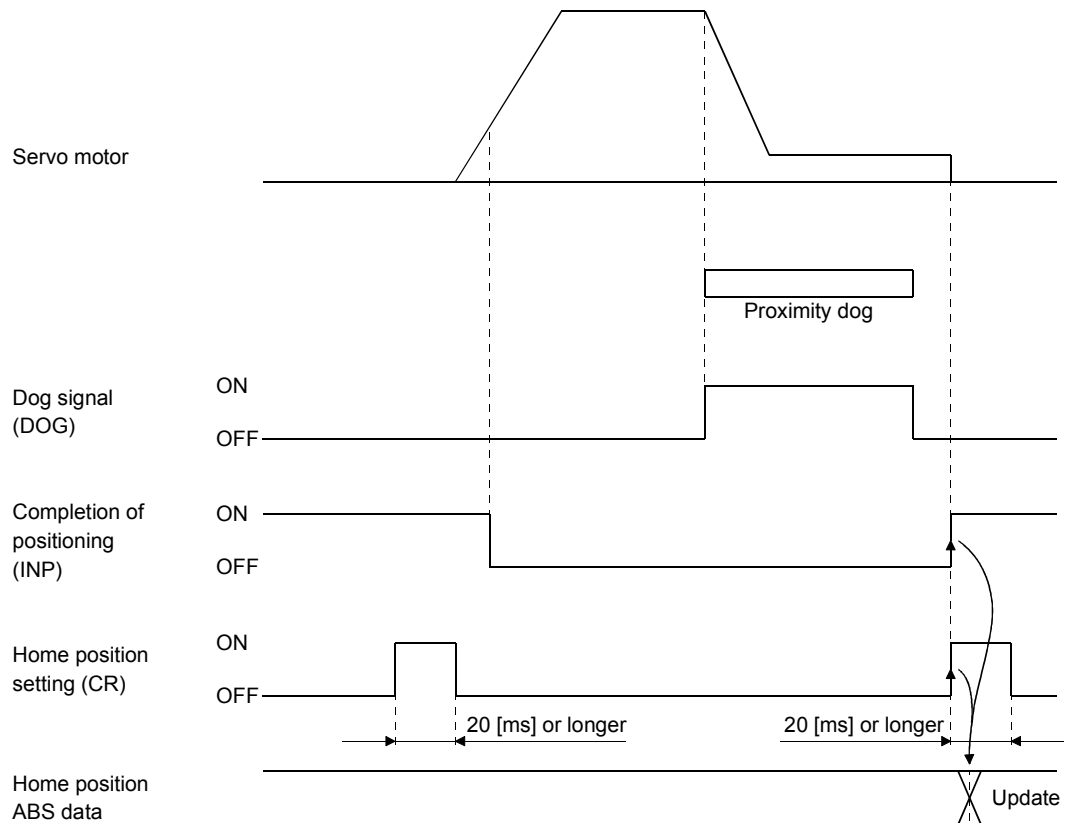 Servo motor
Proximity dog
Dog signal
(DOG)
ON
OFF
Completion of
positioning
(INP)
ON
OFF
Home position
setting (CR)
ON
OFF
20 [ms] or longer
20 [ms] or longer
Home position
ABS data
Update